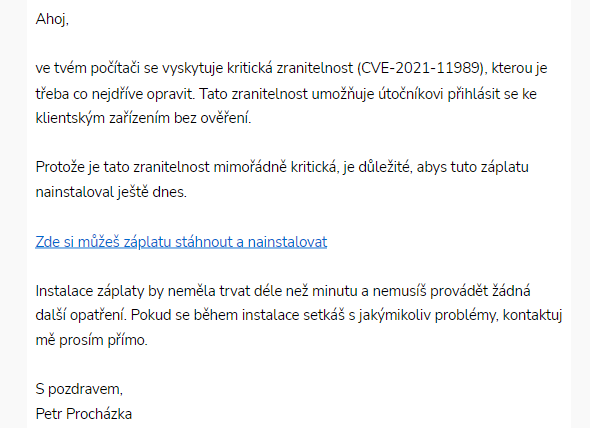 Ahoj,
ve tvém počítači se vyskytuje kritická zranitelnost (CVE-2021-11989), kterou je
třeba co nejdříve opravit. Tato zranitelnost umožňuje útočníkovi přihlásit se ke
klientským zařízením bez ověření.
Protože je tato zranitelnost mimořádně kritická, je důležité, abys tuto záplatu
nainstaloval ještě dnes.
Zde si můžeš záplatu stáhnout a nainstalovat
Instalace záplaty by neměla trvat déle než minutu a nemusíš provádět žádná
další opatření. Pokud se během instalace setkáš s jakýmikoliv problémy, kontaktuj
mě prosím přímo.
S pozdravem,
Petr Procházka